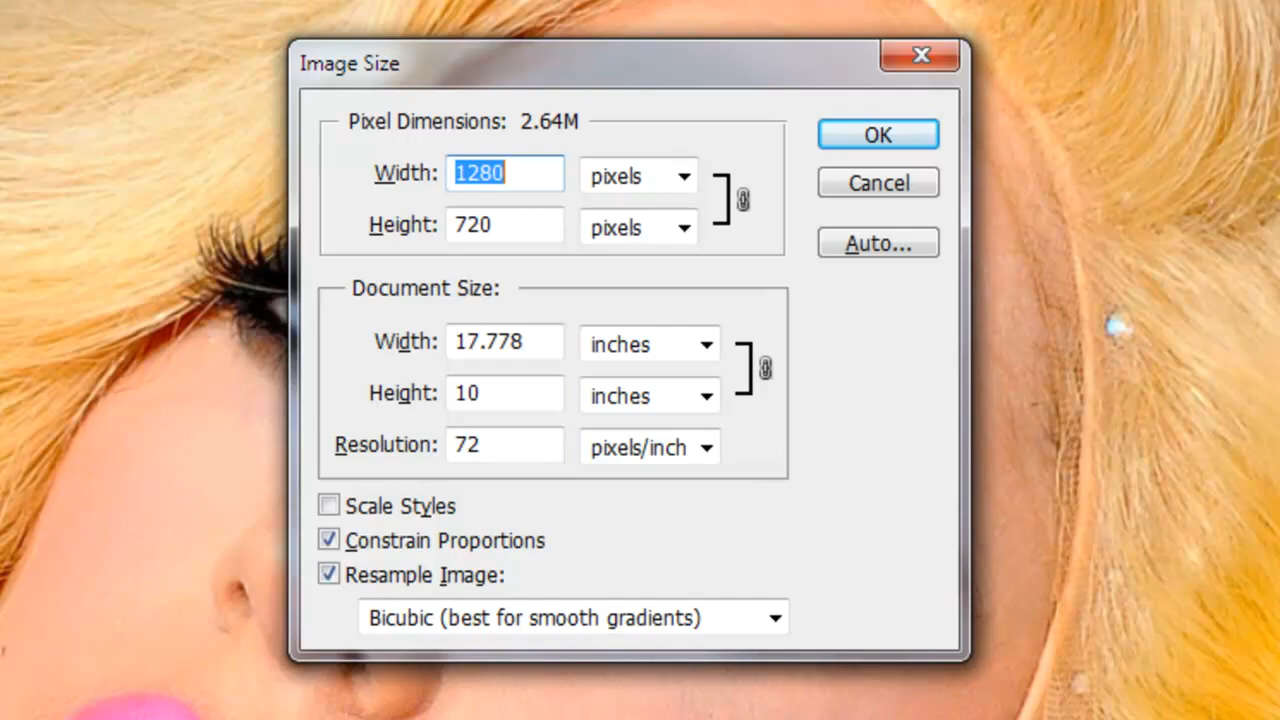 Image Size
Pixel Dimensions: 2.64M
Width: 1280 pixels
Height: 720 pixels
OK
Cancel
Auto...
Document Size:
Width: 17.778 inches
Height: 10 inches
Resolution: 72 pixels/inch
Scale Styles
Constrain Proportions
Resample Image:
Bicubic (best for smooth gradients)